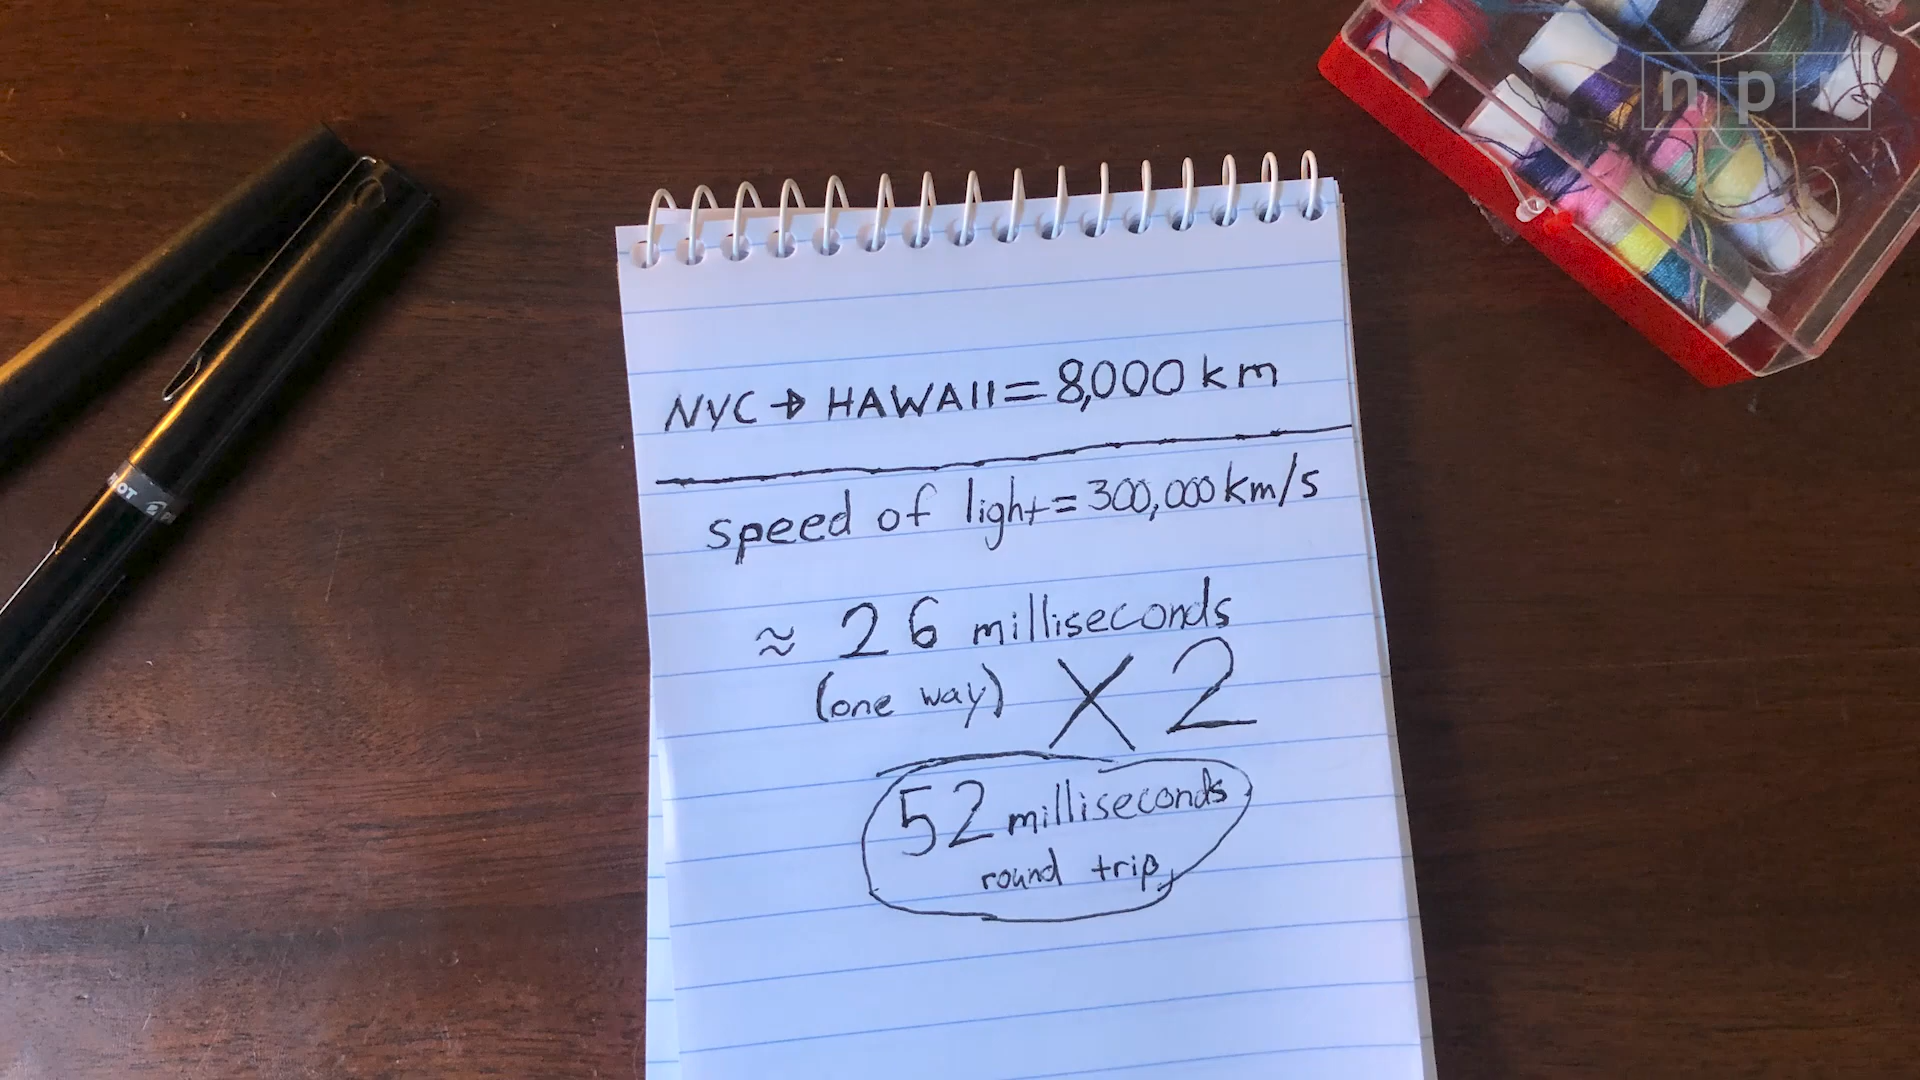 npr
NYC → HAWAII = 8,000 km
speed of light = 300,000 km/s
≈ 26 milliseconds
(one way) X 2
52 milliseconds
round trip